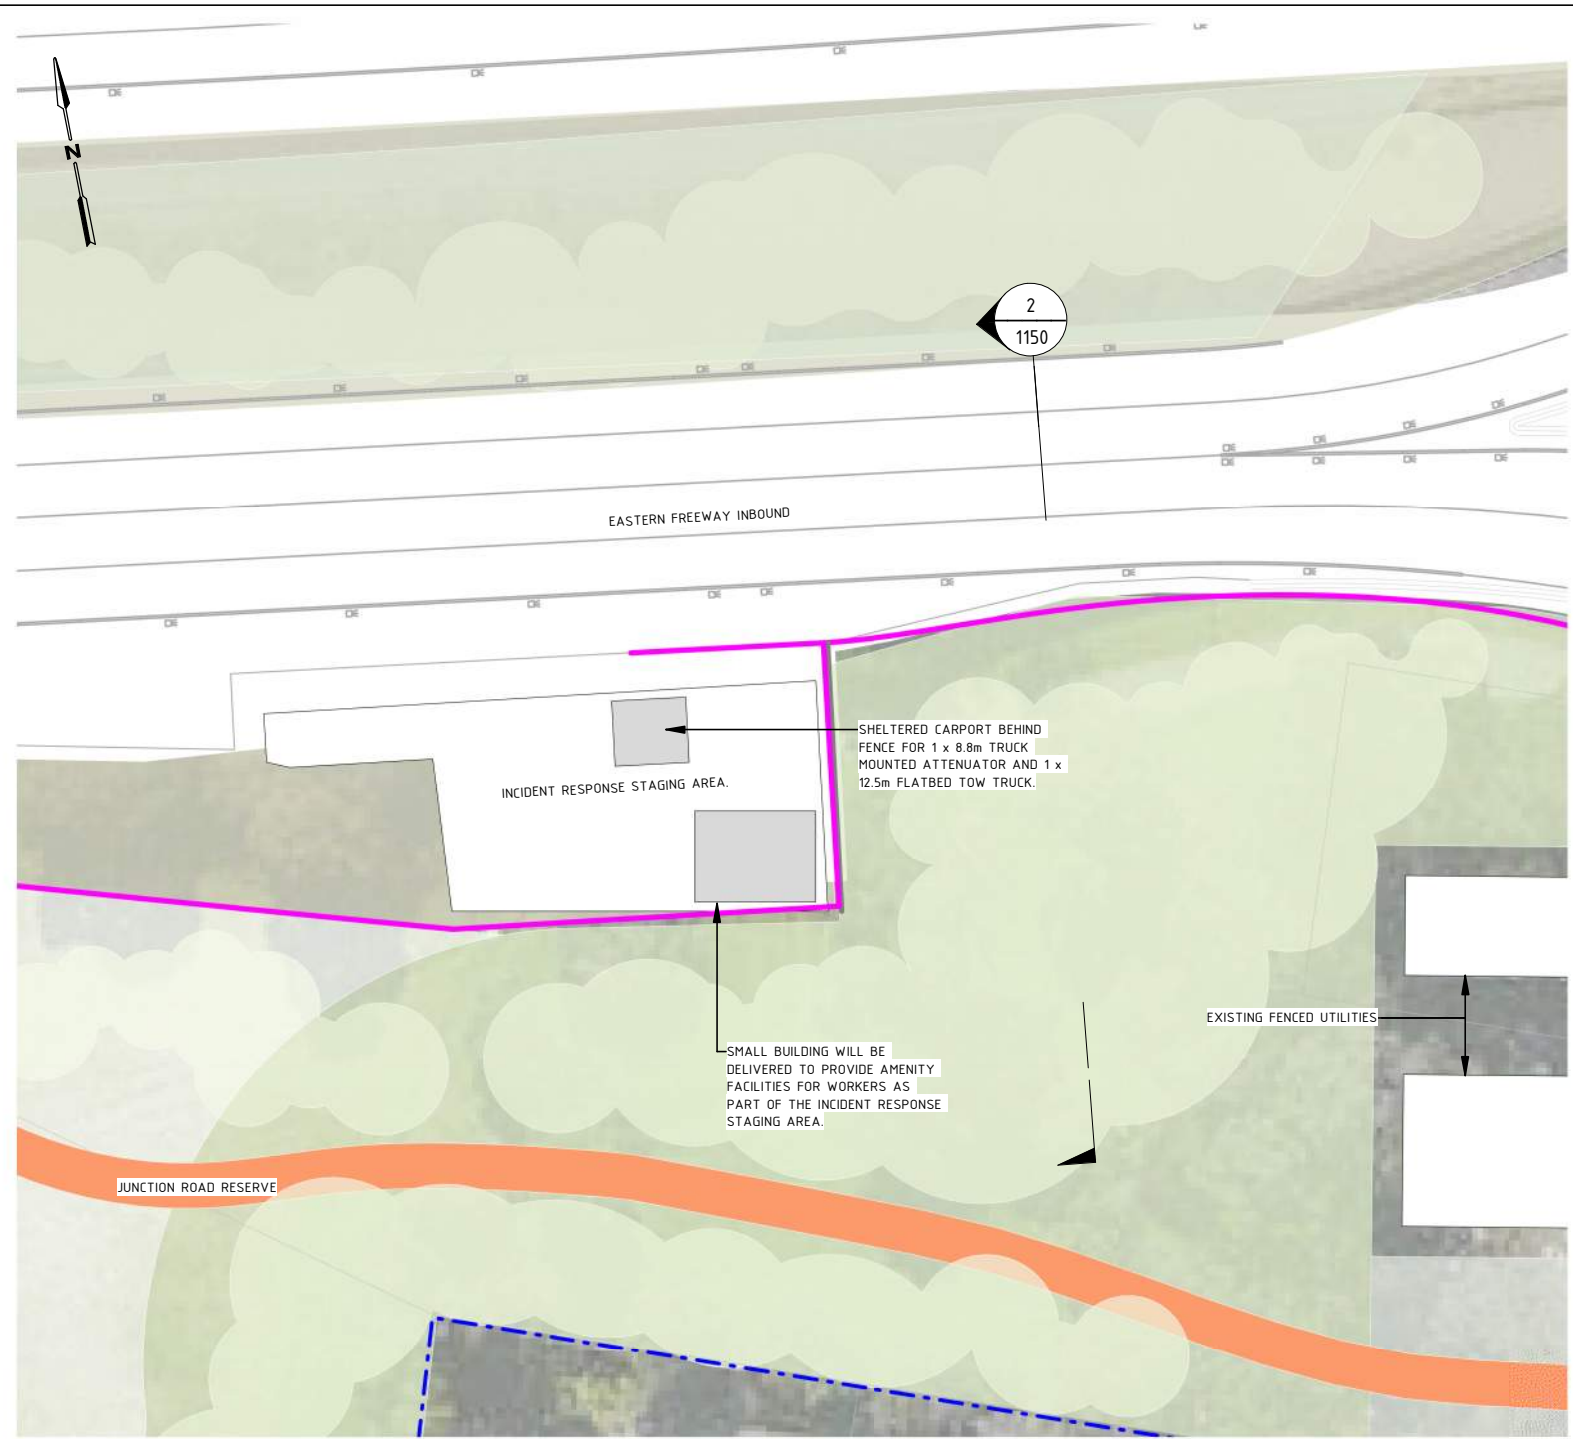 N
2
1150
EASTERN FREEWAY INBOUND
SHELTERED CARPORT BEHIND
FENCE FOR 1 x 8.8m TRUCK
MOUNTED ATTENUATOR AND 1 x
12.5m FLATBED TOW TRUCK.
INCIDENT RESPONSE STAGING AREA.
EXISTING FENCED UTILITIES
SMALL BUILDING WILL BE
DELIVERED TO PROVIDE AMENITY
FACILITIES FOR WORKERS AS
PART OF THE INCIDENT RESPONSE
STAGING AREA.
JUNCTION ROAD RESERVE